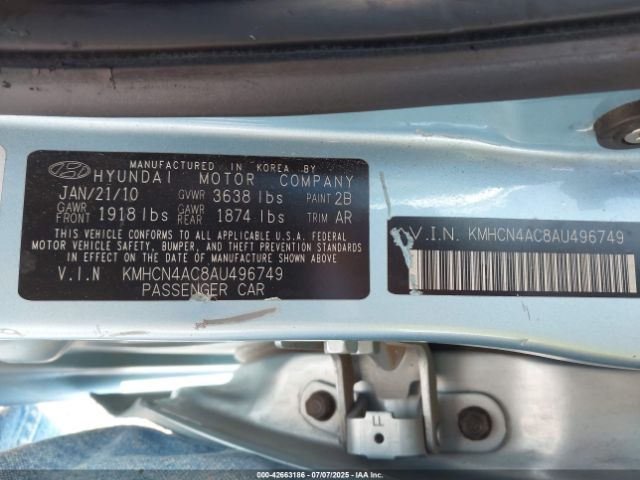 MANUFACTURED IN KOREA BY
HYUNDAI MOTOR COMPANY
JAN/21/10 GVWR 3638 lbs PAINT 2B
GAWR FRONT 1918 lbs GAWR REAR 1874 lbs TRIM AR
THIS VEHICLE CONFORMS TO ALL APPLICABLE U.S.A. FEDERAL
MOTOR VEHICLE SAFETY, BUMPER, AND THEFT PREVENTION STANDARDS
IN EFFECT ON THE DATE OF MANUFACTURE SHOWN ABOVE
V.I.N KMHCN4AC8AU496749
PASSENGER CAR
V.I.N. KMHCN4AC8AU496749
F
000-42663186 - 07/07/2025 - IAA Inc.